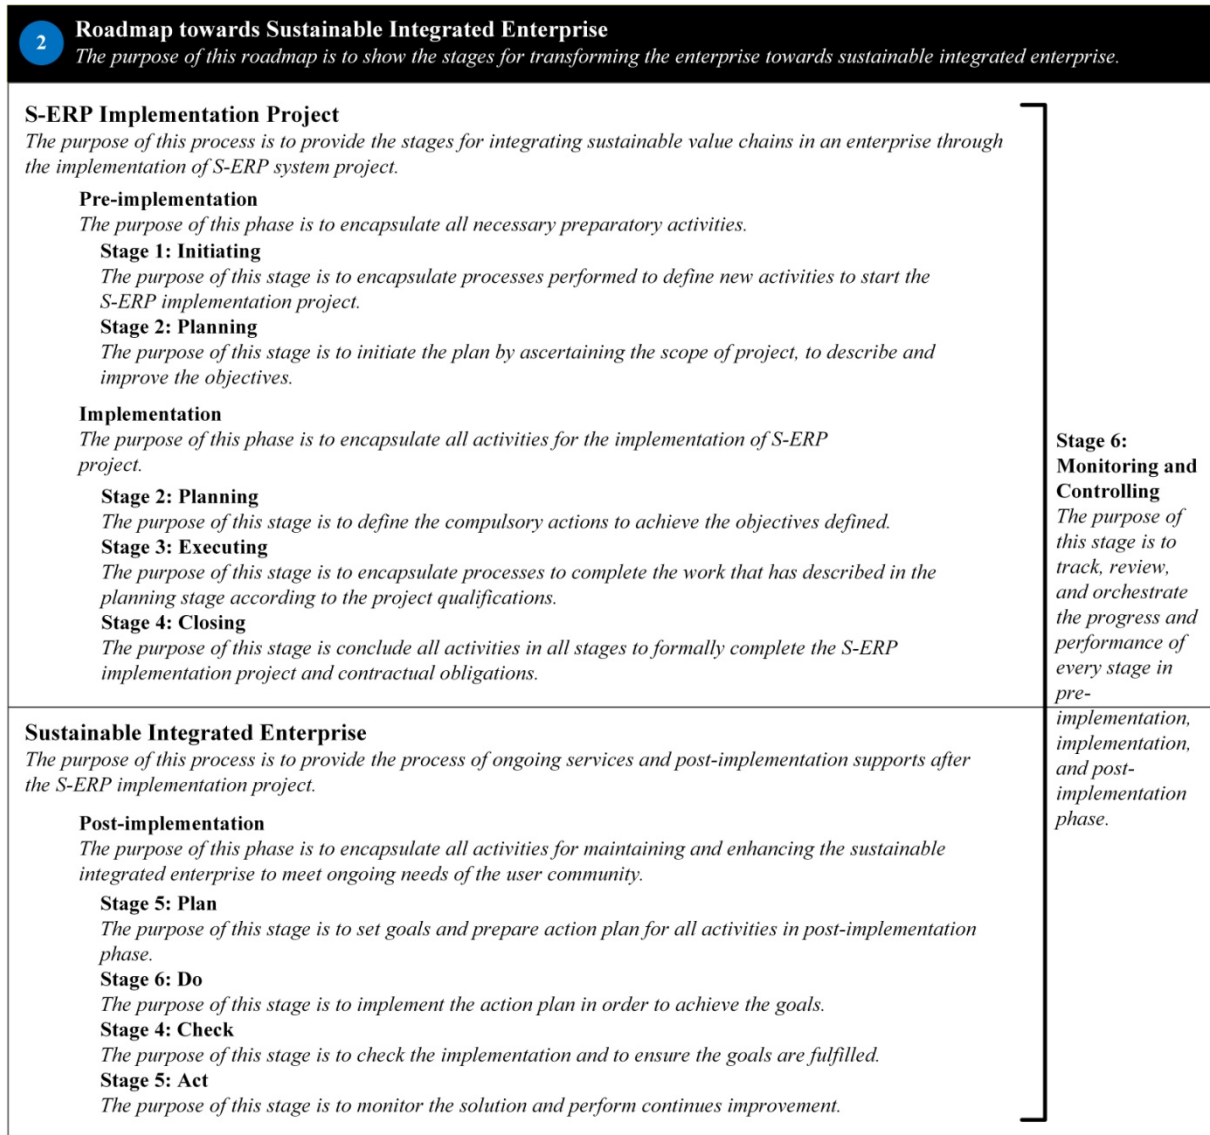 2
Roadmap towards Sustainable Integrated Enterprise
The purpose of this roadmap is to show the stages for transforming the enterprise towards sustainable integrated enterprise.
S-ERP Implementation Project
The purpose of this process is to provide the stages for integrating sustainable value chains in an enterprise through
the implementation of S-ERP system project.
Pre-implementation
The purpose of this phase is to encapsulate all necessary preparatory activities.
Stage 1: Initiating
The purpose of this stage is to encapsulate processes performed to define new activities to start the
S-ERP implementation project.
Stage 2: Planning
The purpose of this stage is to initiate the plan by ascertaining the scope of project, to describe and
improve the objectives.
Implementation
The purpose of this phase is to encapsulate all activities for the implementation of S-ERP
project.
Stage 2: Planning
The purpose of this stage is to define the compulsory actions to achieve the objectives defined.
Stage 3: Executing
The purpose of this stage is to encapsulate processes to complete the work that has described in the
planning stage according to the project qualifications.
Stage 4: Closing
The purpose of this stage is conclude all activities in all stages to formally complete the S-ERP
implementation project and contractual obligations.
Sustainable Integrated Enterprise
The purpose of this process is to provide the process of ongoing services and post-implementation supports after
the S-ERP implementation project.
Post-implementation
The purpose of this phase is to encapsulate all activities for maintaining and enhancing the sustainable
integrated enterprise to meet ongoing needs of the user community.
Stage 5: Plan
The purpose of this stage is to set goals and prepare action plan for all activities in post-implementation
phase.
Stage 6: Do
The purpose of this stage is to implement the action plan in order to achieve the goals.
Stage 4: Check
The purpose of this stage is to check the implementation and to ensure the goals are fulfilled.
Stage 5: Act
The purpose of this stage is to monitor the solution and perform continues improvement.
Stage 6:
Monitoring and
Controlling
The purpose of
this stage is to
track, review,
and orchestrate
the progress and
performance of
every stage in
pre-
implementation,
implementation,
and post-
implementation
phase.